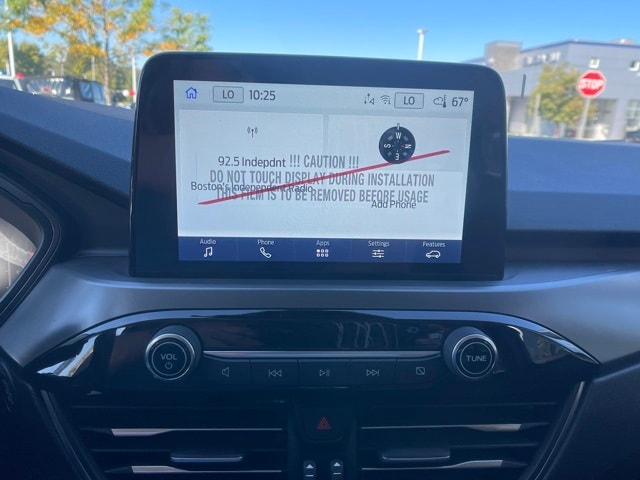 LO 10:25 LO 67°
W
S N
E
92.5 Indepdnt
!!! CAUTION !!!
DO NOT TOUCH DISPLAY DURING INSTALLATION
Boston's Independent Radio
THIS FILM IS TO BE REMOVED BEFORE USAGE
Add Phone
Audio Phone Apps Settings Features
VOL
TUNE
STOP